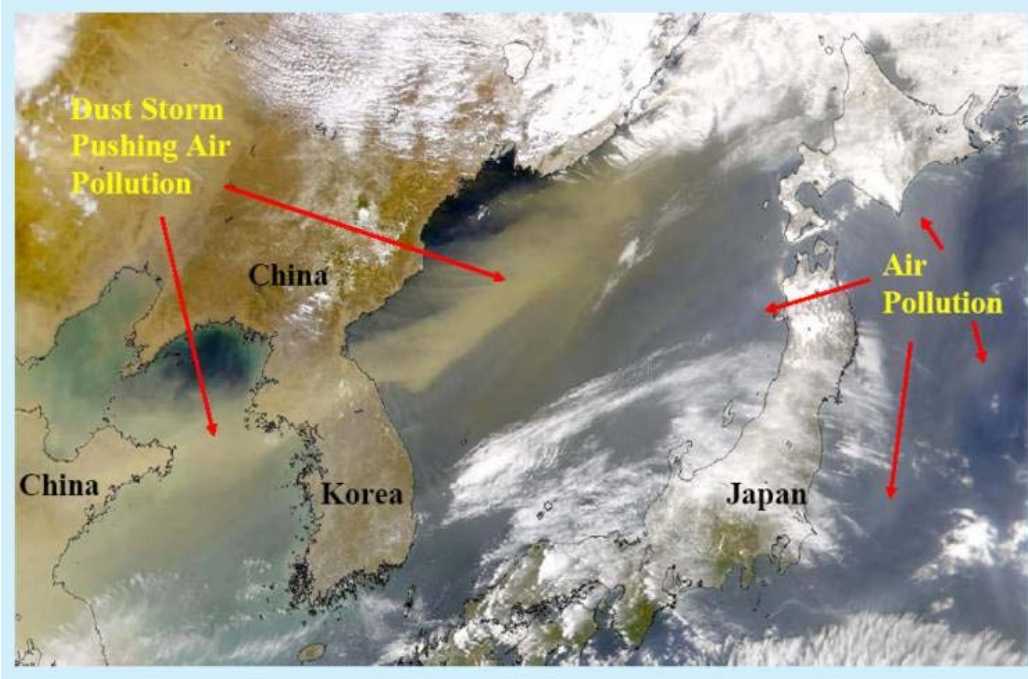 Dust Storm
Pushing Air
Pollution
China
Air
Pollution
China
Korea
Japan